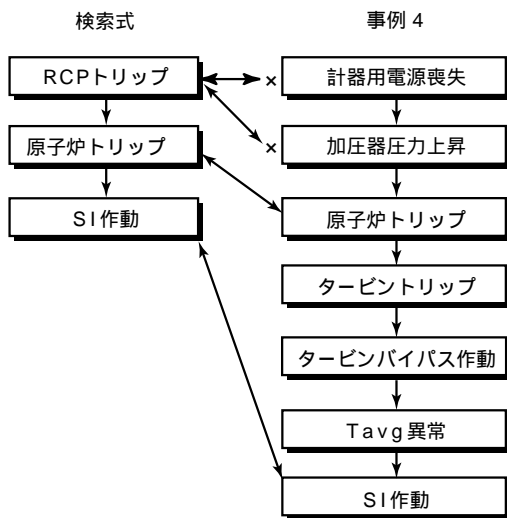 検索式
事例 4
RCPトリップ
×
計器用電源喪失
原子炉トリップ
×
加圧器圧力上昇
SI作動
原子炉トリップ
タービントリップ
タービンバイパス作動
Tavg異常
SI作動